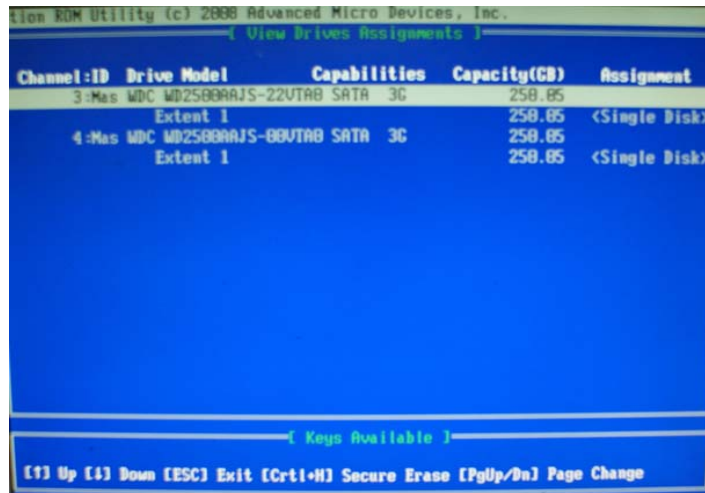 tion ROM Utility (c) 2008 Advanced Micro Devices, Inc.
[ View Drives Assignments ]
Channel:ID Drive Model Capabilities Capacity(GB) Assignment
3:Mas WDC WD2500AAJS-22VTA0 SATA 3G 250.05
Extent 1 250.05 <Single Disk>
4:Mas WDC WD2500AAJS-00VTA0 SATA 3G 250.05
Extent 1 250.05 <Single Disk>
[ Keys Available ]
[↑] Up [↓] Down [ESC] Exit [Crtl+H] Secure Erase [PgUp/Dn] Page Change